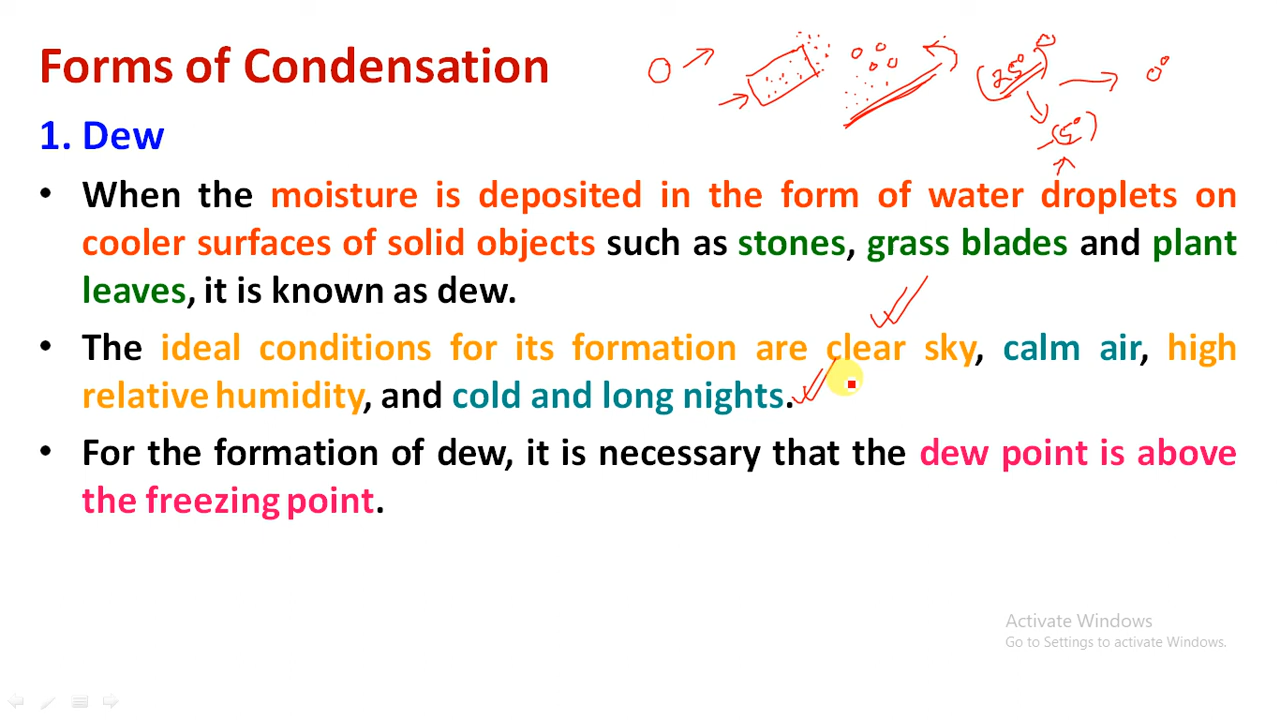 Forms of Condensation
25°
0°
(5°)
1. Dew
• When the moisture is deposited in the form of water droplets on
cooler surfaces of solid objects such as stones, grass blades and plant
leaves, it is known as dew.
• The ideal conditions for its formation are clear sky, calm air, high
relative humidity, and cold and long nights.
• For the formation of dew, it is necessary that the dew point is above
the freezing point.
Activate Windows
Go to Settings to activate Windows.